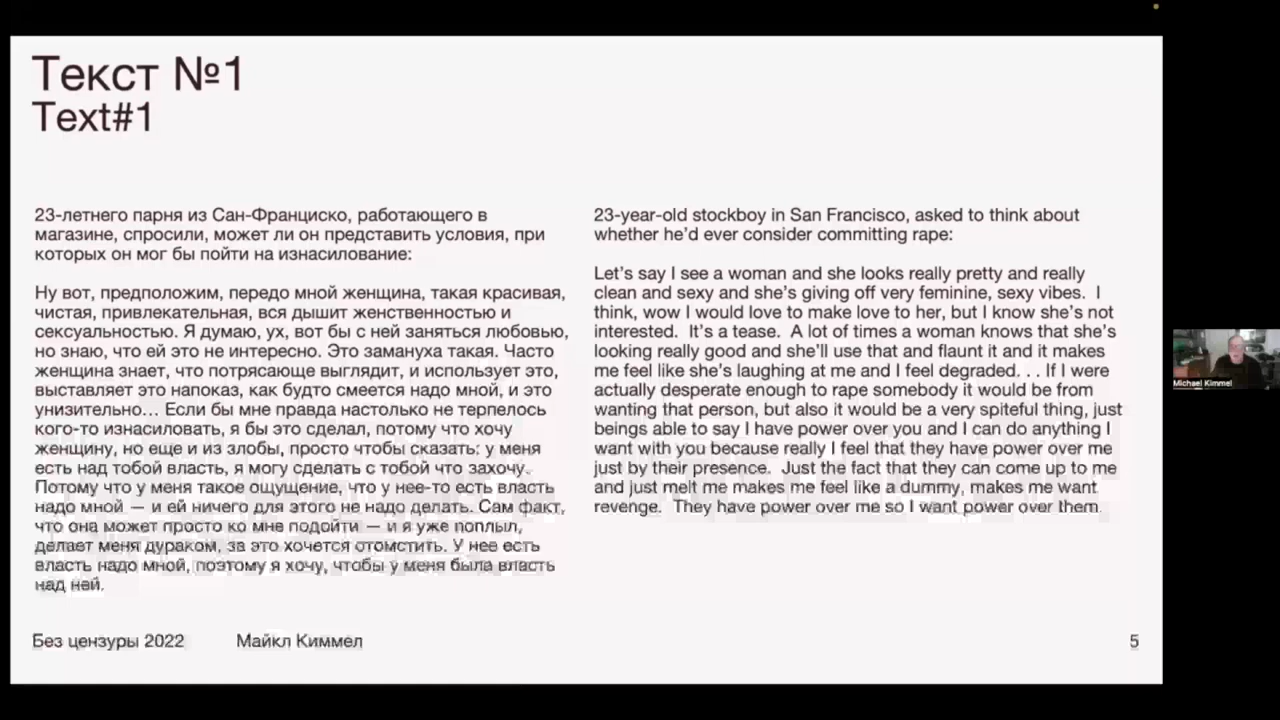 Текст №1
Text#1
23-летнего парня из Сан-Франциско, работающего в
магазине, спросили, может ли он представить условия, при
которых он мог бы пойти на изнасилование:
Ну вот, предположим, передо мной женщина, такая красивая,
чистая, привлекательная, вся дышит женственностью и
сексуальностью. Я думаю, ух, вот бы с ней заняться любовью,
но знаю, что ей это не интересно. Это замануха такая. Часто
женщина знает, что потрясающе выглядит, и использует это,
выставляет это напоказ, как будто смеется надо мной, и это
унизительно... Если бы мне правда настолько не терпелось
кого-то изнасиловать, я бы это сделал, потому что хочу
женщину, но еще и из злобы, просто чтобы сказать: у меня
есть над тобой власть, я могу сделать с тобой что захочу.
Потому что у меня такое ощущение, что у нее-то есть власть
надо мной — и ей ничего для этого не надо делать. Сам факт,
что она может просто ко мне подойти — и я уже поплыл,
делает меня дураком, за это хочется отомстить. У нее есть
власть надо мной, поэтому я хочу, чтобы у меня была власть
над ней.
23-year-old stockboy in San Francisco, asked to think about
whether he'd ever consider committing rape:
Let's say I see a woman and she looks really pretty and really
clean and sexy and she's giving off very feminine, sexy vibes.  I
think, wow I would love to make love to her, but I know she's not
interested.  It's a tease.  A lot of times a woman knows that she's
looking really good and she'll use that and flaunt it and it makes
me feel like she's laughing at me and I feel degraded. . . If I were
actually desperate enough to rape somebody it would be from
wanting that person, but also it would be a very spiteful thing, just
beings able to say I have power over you and I can do anything I
want with you because really I feel that they have power over me
just by their presence.  Just the fact that they can come up to me
and just melt me makes me feel like a dummy, makes me want
revenge.  They have power over me so I want power over them.
Без цензуры 2022
Майкл Киммел
5
Michael Kimmel